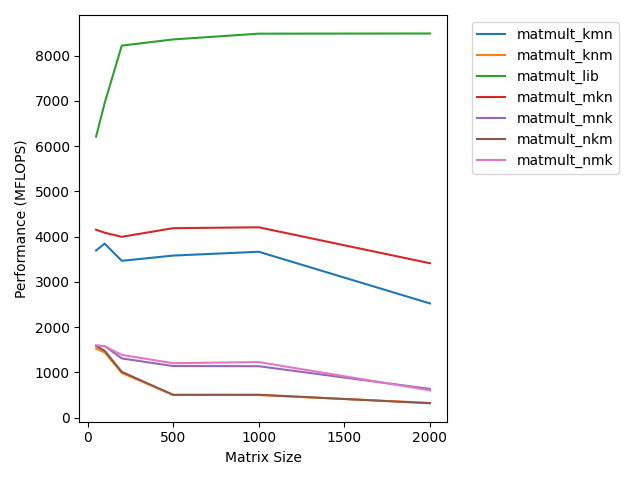 8000
7000
6000
5000
4000
3000
2000
1000
0
Performance (MFLOPS)
0 500 1000 1500 2000
Matrix Size
matmult_kmn
matmult_knm
matmult_lib
matmult_mkn
matmult_mnk
matmult_nkm
matmult_nmk